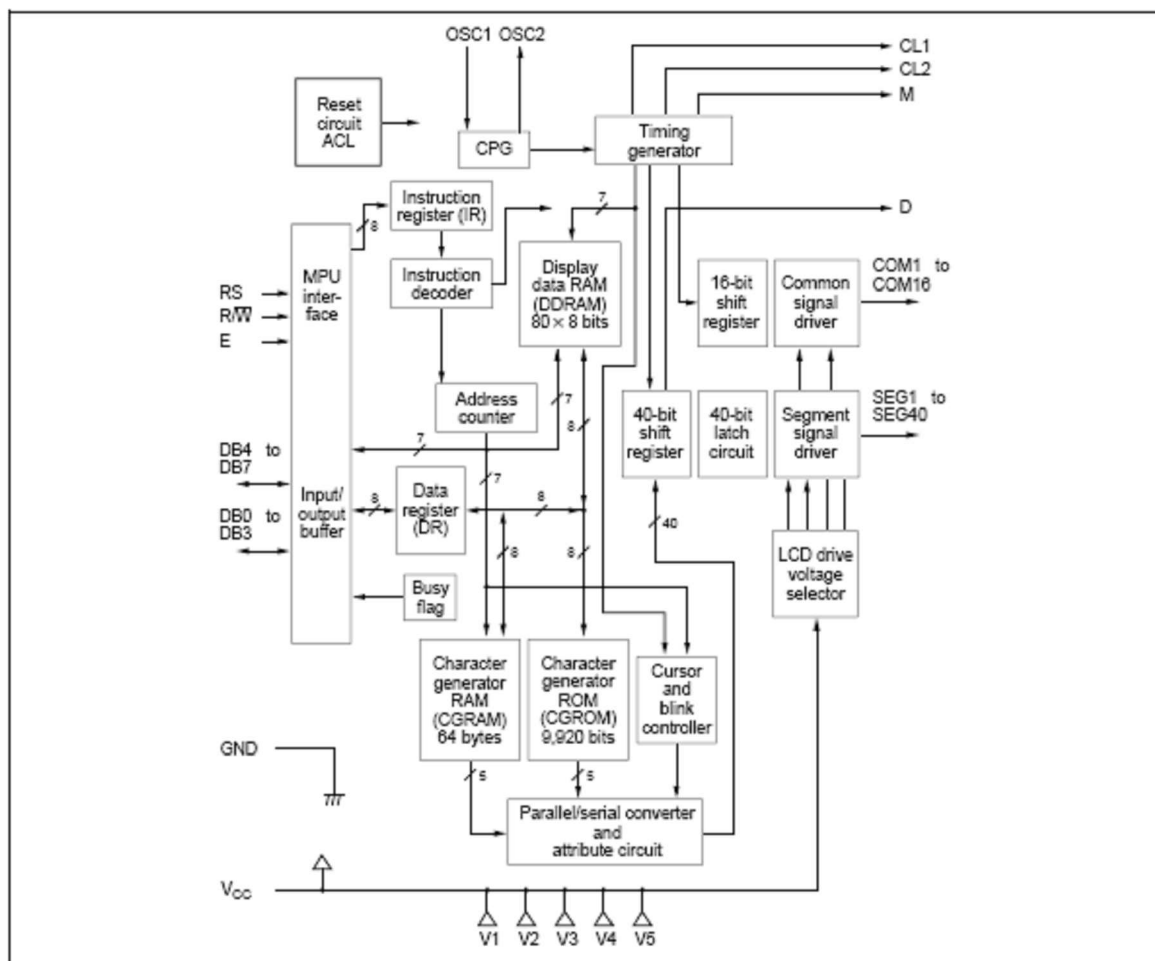 OSC1 OSC2
CL1
CL2
M
Reset
circuit
ACL
CPG
Timing
generator
Instruction
register (IR)
8
7
D
MPU
inter-
face
Instruction
decoder
Display
data RAM
(DDRAM)
80 × 8 bits
16-bit
shift
register
Common
signal
driver
COM1 to
COM16
RS
R/W̅
E
Address
counter
7
8
40-bit
shift
register
40-bit
latch
circuit
Segment
signal
driver
SEG1 to
SEG40
7
7
DB4 to
DB7
Input/
output
buffer
8
Data
register
(DR)
8
8
8
40
DB0 to
DB3
LCD drive
voltage
selector
Busy
flag
Character
generator
RAM
(CGRAM)
64 bytes
Character
generator
ROM
(CGROM)
9,920 bits
Cursor
and
blink
controller
GND
5
5
Parallel/serial converter
and
attribute circuit
VCC
V1 V2 V3 V4 V5